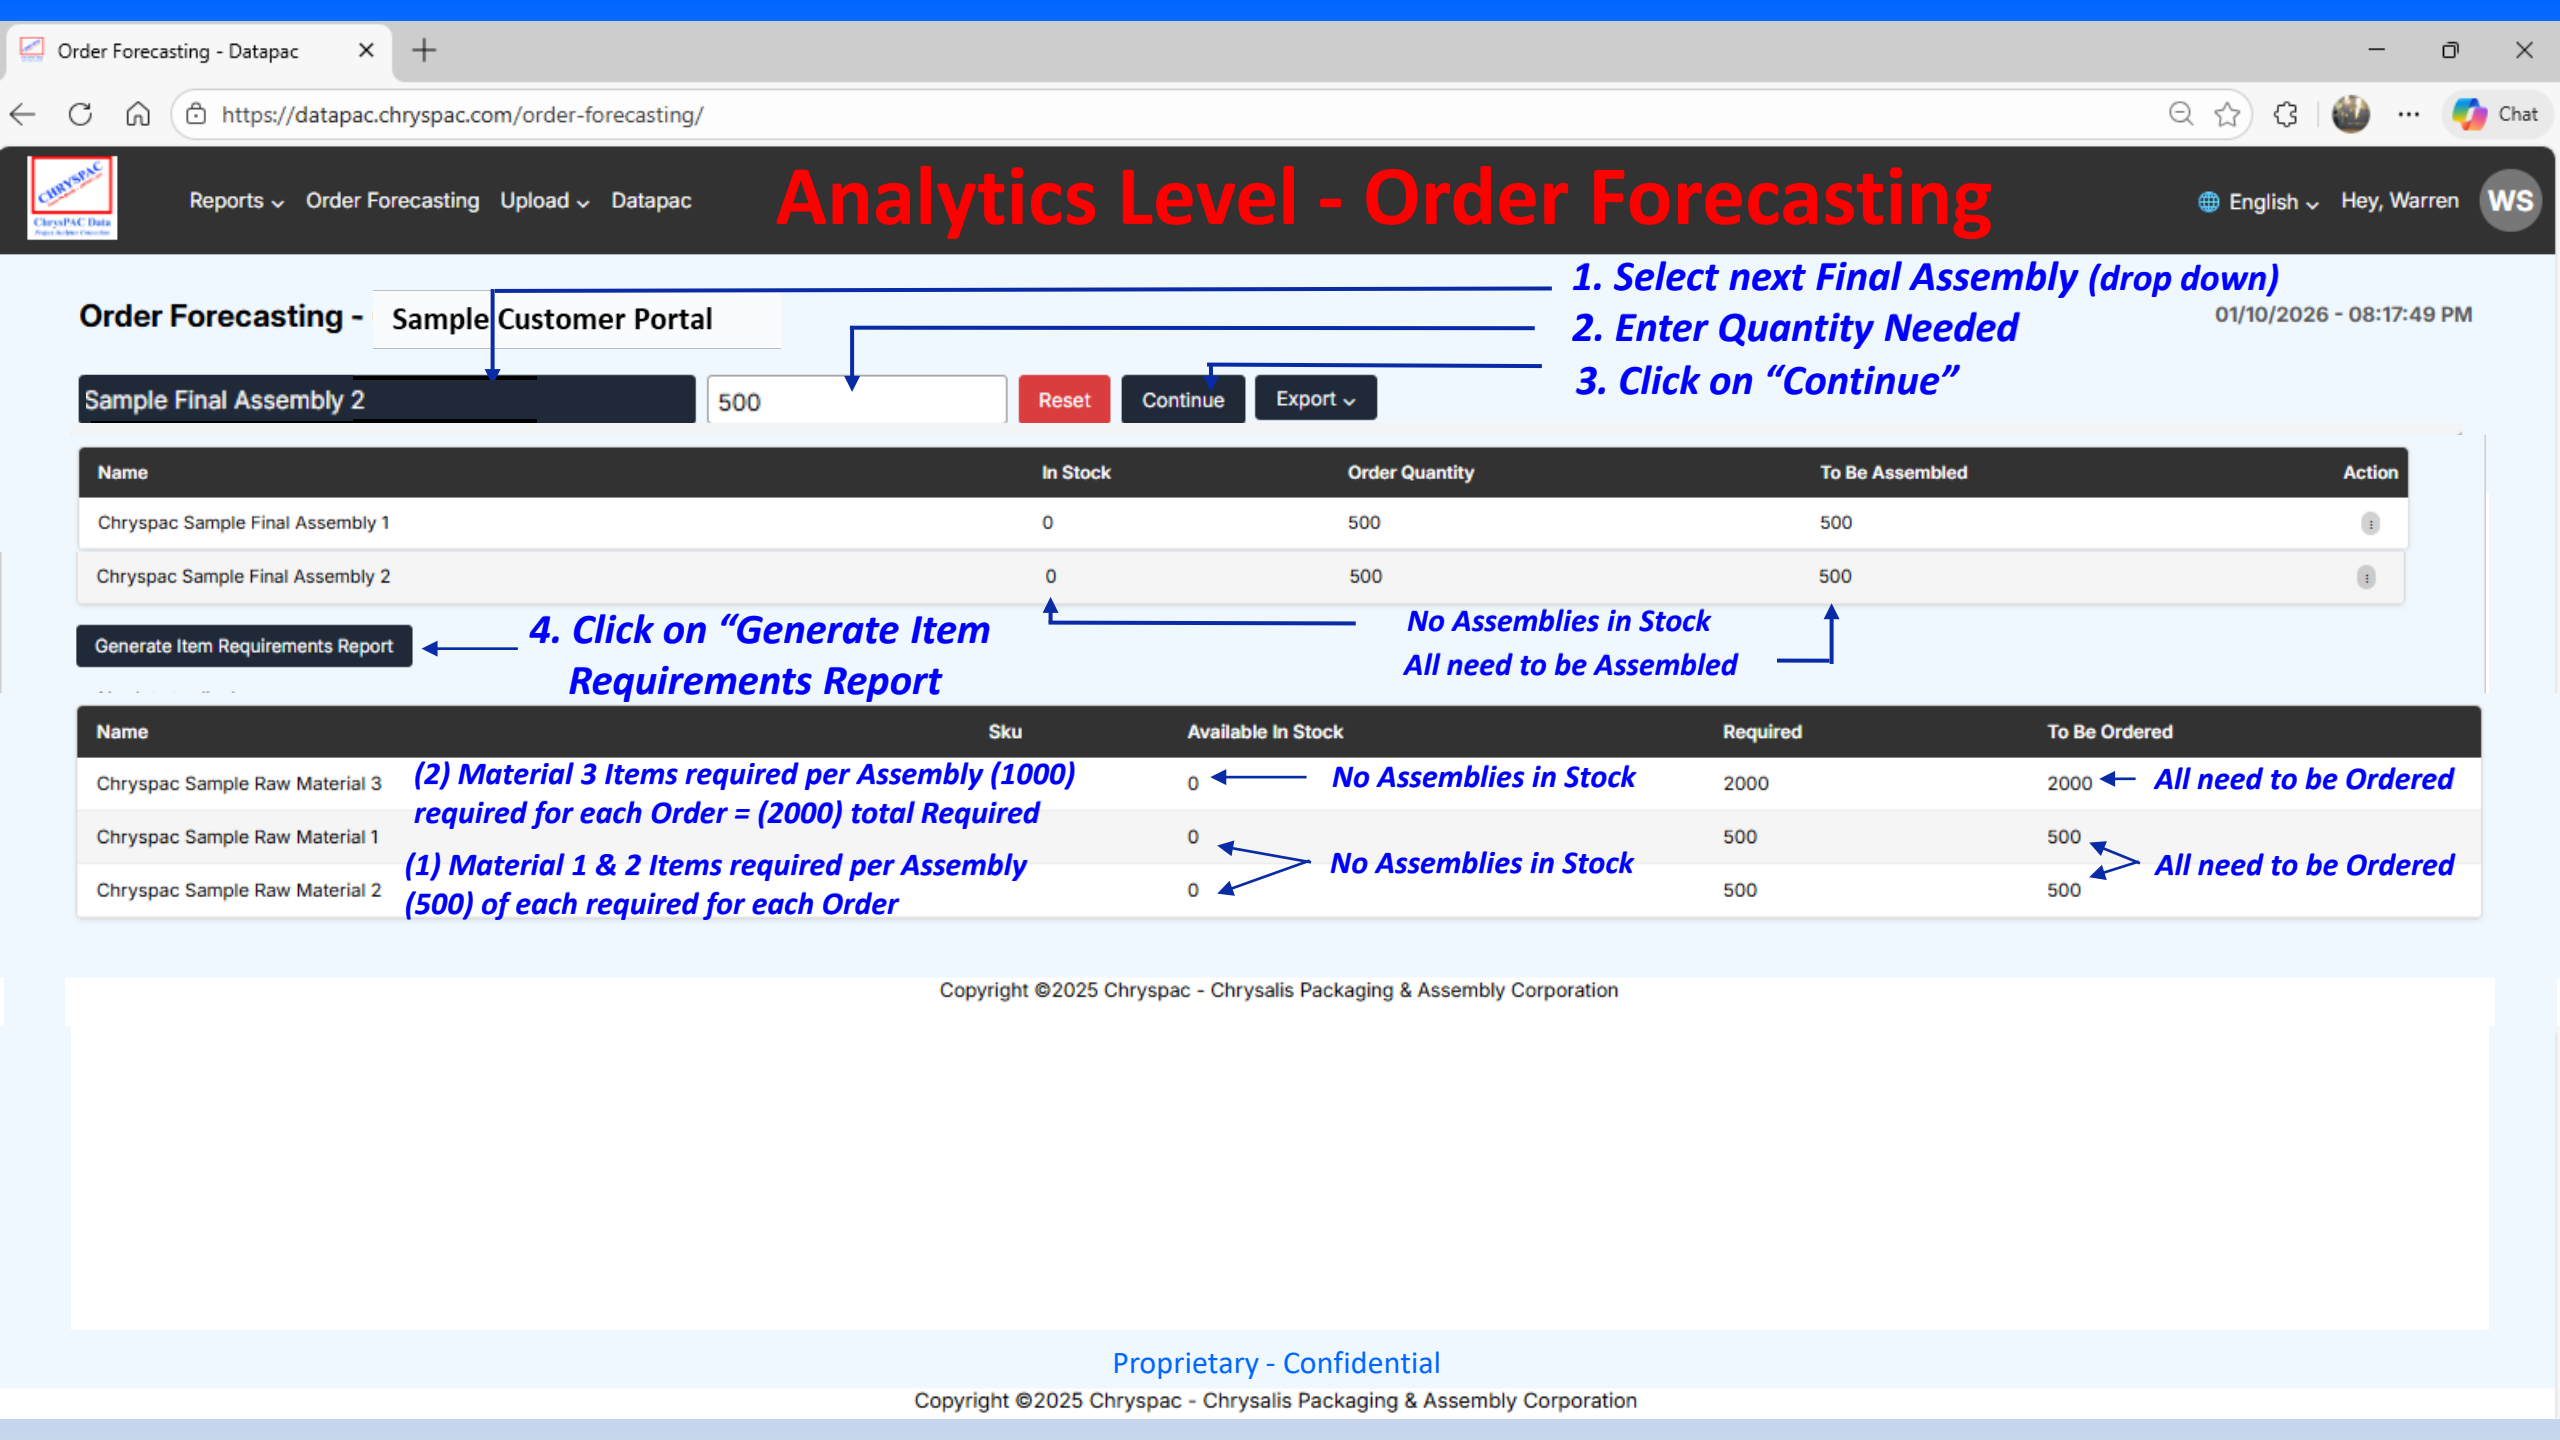 Order Forecasting - Datapac
https://datapac.chryspac.com/order-forecasting/
Chat
CHRYSPAC
ChrysPAC Data
Reports Order Forecasting Upload Datapac
Analytics Level - Order Forecasting
English Hey, Warren WS
1. Select next Final Assembly (drop down)
Order Forecasting - Sample Customer Portal
01/10/2026 - 08:17:49 PM
2. Enter Quantity Needed
3. Click on “Continue”
Sample Final Assembly 2 500 Reset Continue Export
Name In Stock Order Quantity To Be Assembled Action
Chryspac Sample Final Assembly 1 0 500 500
Chryspac Sample Final Assembly 2 0 500 500
No Assemblies in Stock
All need to be Assembled
Generate Item Requirements Report
4. Click on “Generate Item
Requirements Report
Name Sku Available In Stock Required To Be Ordered
Chryspac Sample Raw Material 3 0 No Assemblies in Stock 2000 2000 All need to be Ordered
(2) Material 3 Items required per Assembly (1000)
required for each Order = (2000) total Required
Chryspac Sample Raw Material 1 0 500 500
(1) Material 1 & 2 Items required per Assembly
(500) of each required for each Order
No Assemblies in Stock All need to be Ordered
Chryspac Sample Raw Material 2 0 500 500
Copyright ©2025 Chryspac - Chrysalis Packaging & Assembly Corporation
Proprietary - Confidential
Copyright ©2025 Chryspac - Chrysalis Packaging & Assembly Corporation